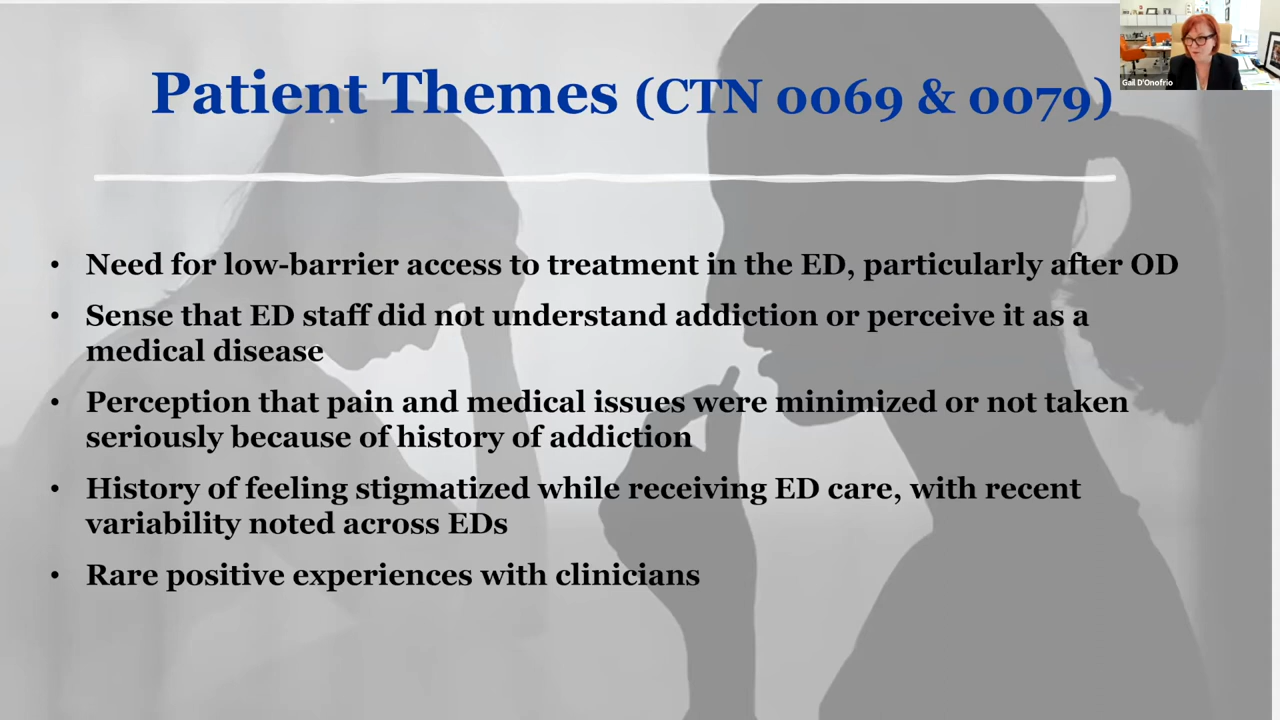 Patient Themes (CTN 0069 & 0079)
Gail D'Onofrio
• Need for low-barrier access to treatment in the ED, particularly after OD
• Sense that ED staff did not understand addiction or perceive it as a
medical disease
• Perception that pain and medical issues were minimized or not taken
seriously because of history of addiction
• History of feeling stigmatized while receiving ED care, with recent
variability noted across EDs
• Rare positive experiences with clinicians